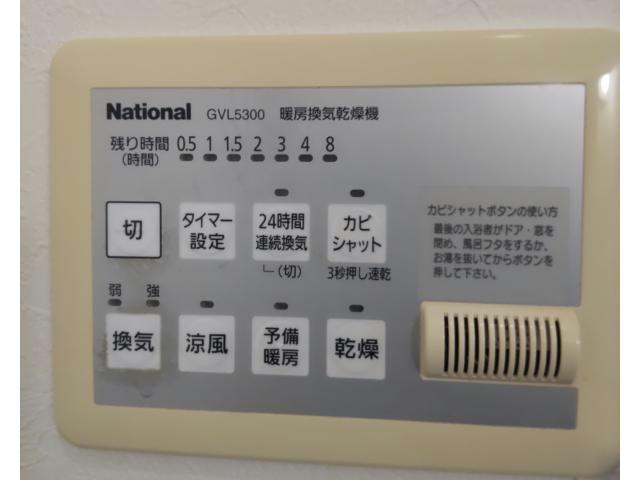 National GVL5300 暖房換気乾燥機
残り時間 0.5 1 1.5 2 3 4 8
(時間)
切
タイマー
設定
24時間
連続換気
(切)
カビ
シャット
3秒押し速乾
カビシャットボタンの使い方
最後の入浴者がドア・窓を
閉め、風呂フタをするか、
お湯を抜いてからボタンを
押して下さい。
弱 強
換気
涼風
予備
暖房
乾燥